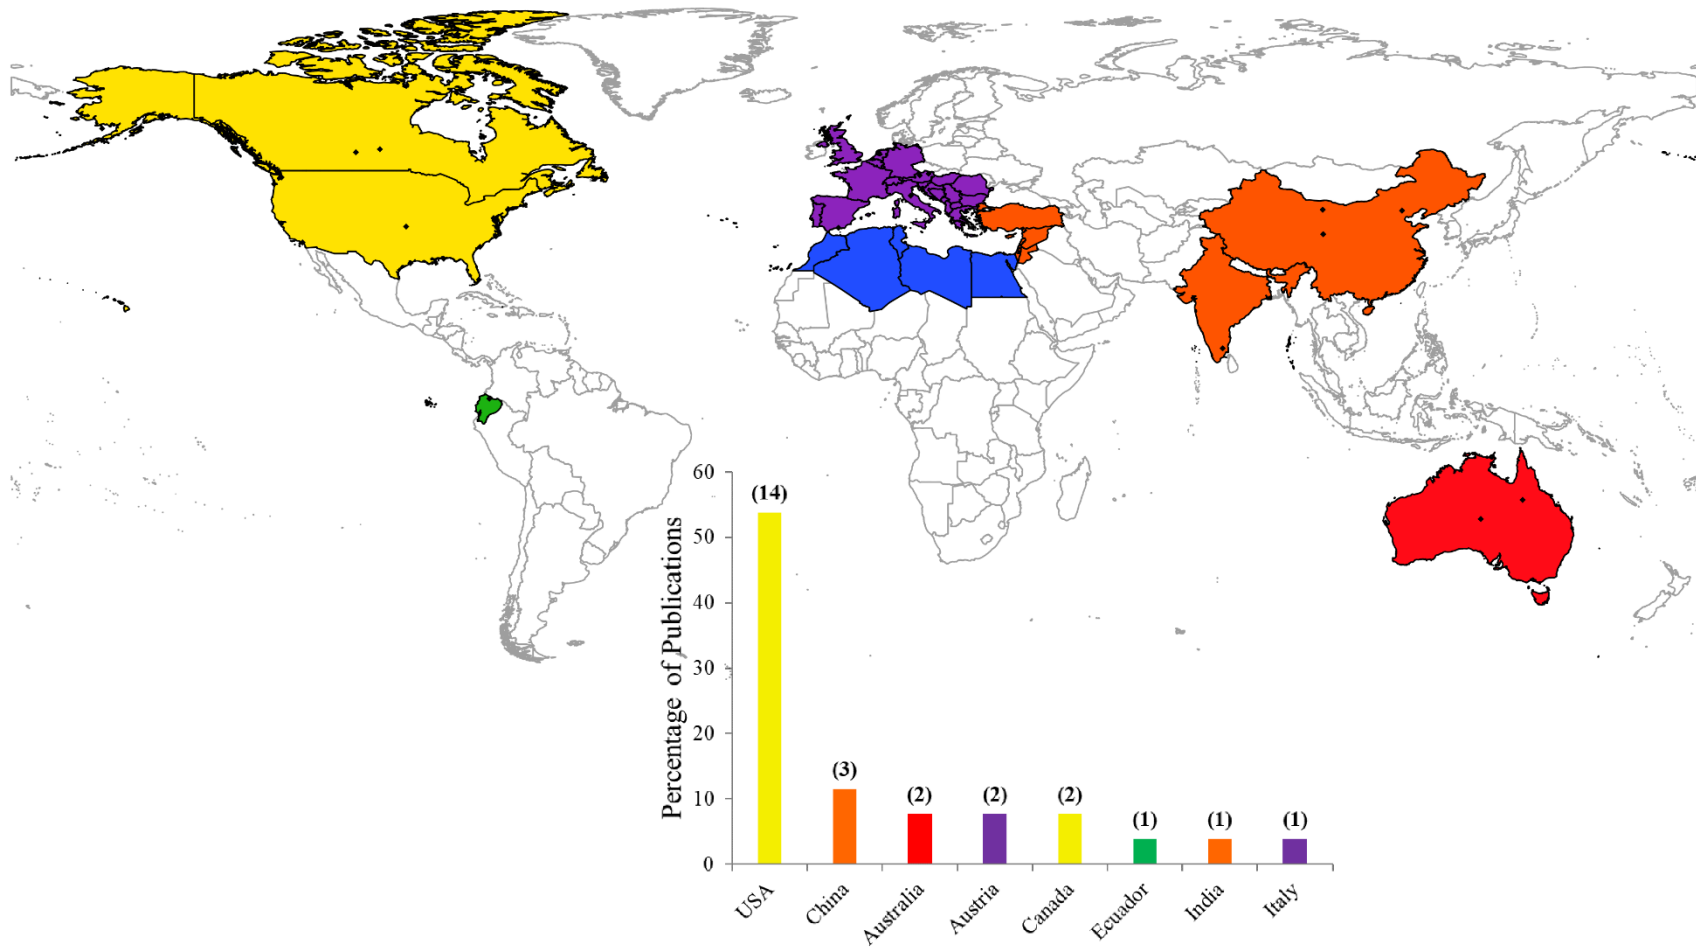 60
50
40
30
20
10
0
Percentage of Publications
(14)
(3)
(2)
(2)
(2)
(1)
(1)
(1)
USA
China
Australia
Austria
Canada
Ecuador
India
Italy